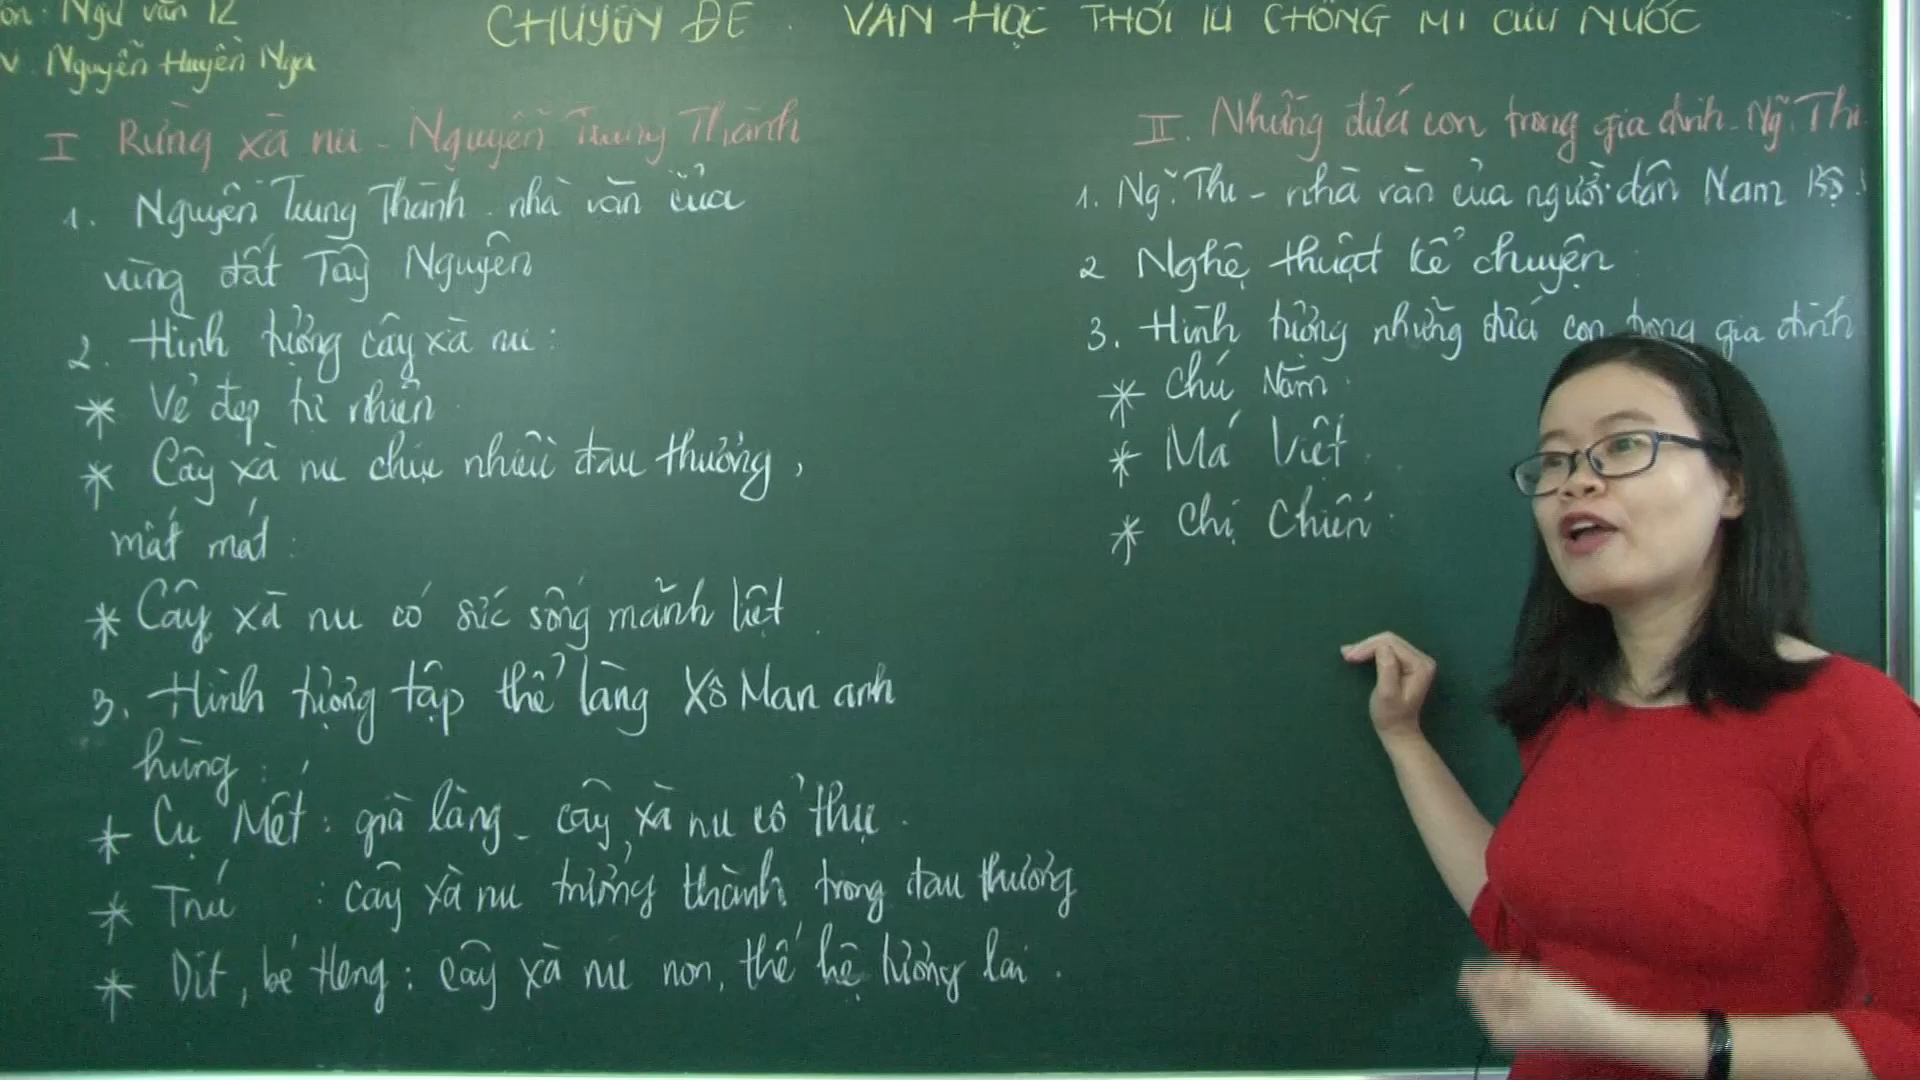 Ngữ văn 12
Nguyễn Huyền Nga
CHUYÊN ĐỀ : VĂN HỌC THỜI KÌ CHỐNG MĨ CỨU NƯỚC
I Rừng xà nu - Nguyễn Trung Thành
1. Nguyễn Trung Thành - nhà văn của
vùng đất Tây Nguyên
2. Hình tượng cây xà nu :
* Vẻ đẹp tự nhiên
* Cây xà nu chịu nhiều đau thương,
mất mát :
* Cây xà nu có sức sống mãnh liệt.
3. Hình tượng tập thể làng Xô Man anh
hùng :
* Cụ Mết : già làng - cây xà nu cổ thụ.
* Tnú : cây xà nu trưởng thành trong đau thương
* Dít, bé Heng : cây xà nu non, thế hệ tương lai.
II. Những đứa con trong gia đình - Ng. Thi
1. Ng. Thi - nhà văn của người dân Nam Bộ
2 Nghệ thuật kể chuyện
3. Hình tượng những đứa con trong gia đình
* Chú Năm :
* Má Việt
* Chị Chiến :